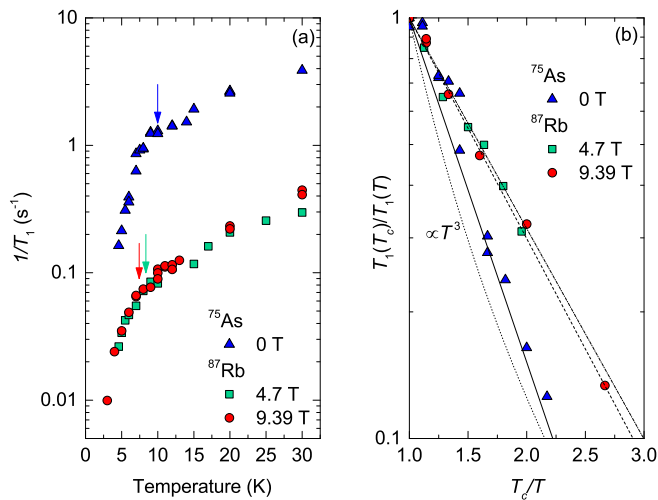 (a)
10
1
0.1
0.01
1/T₁ (s⁻¹)
⁷⁵As
0 T
⁸⁷Rb
4.7 T
9.39 T
0 5 10 15 20 25 30
Temperature (K)
(b)
1
0.1
T₁(T_c)/T₁(T)
⁷⁵As
0 T
⁸⁷Rb
4.7 T
9.39 T
∝T³
1.0 1.5 2.0 2.5 3.0
T_c/T